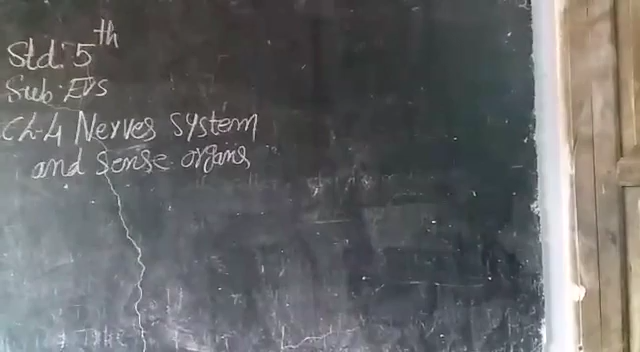 Std: 5th
Sub: EVS
Ch-4 Nerves System
and Sense organs